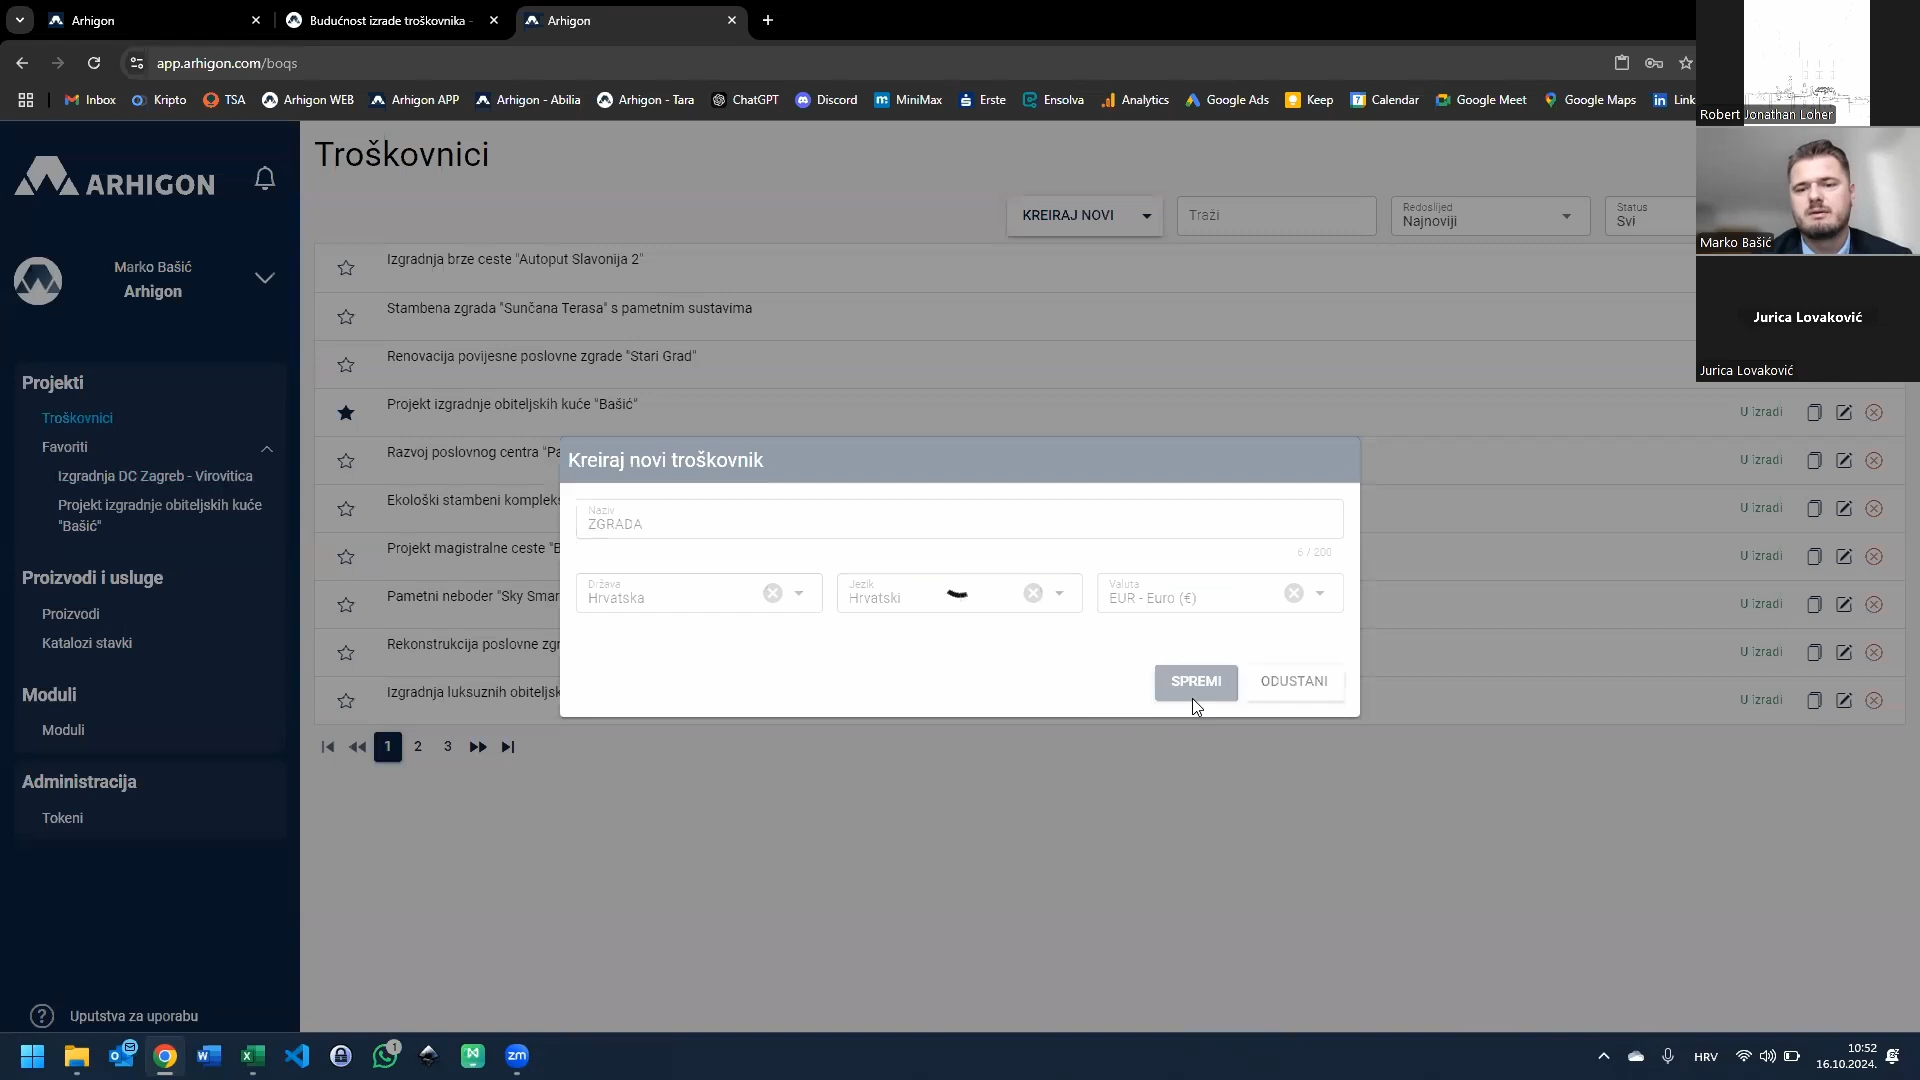 Arhigon
Budućnost izrade troškovnika -
Arhigon
app.arhigon.com/boqs
Inbox
Kripto
TSA
Arhigon WEB
Arhigon APP
Arhigon - Abilia
Arhigon - Tara
ChatGPT
Discord
MiniMax
Erste
Ensolva
Analytics
Google Ads
Keep
Calendar
Google Meet
Google Maps
Link
Robert Jonathan Loher
Marko Bašić
Jurica Lovaković
Jurica Lovaković
ARHIGON
Marko Bašić
Arhigon
Projekti
Troškovnici
Favoriti
Izgradnja DC Zagreb - Virovitica
Projekt izgradnje obiteljskih kuće
"Bašić"
Proizvodi i usluge
Proizvodi
Katalozi stavki
Moduli
Moduli
Administracija
Tokeni
Uputstva za uporabu
Troškovnici
KREIRAJ NOVI
Traži
Redoslijed
Najnoviji
Status
Svi
Izgradnja brze ceste "Autoput Slavonija 2"
Stambena zgrada "Sunčana Terasa" s pametnim sustavima
Renovacija povijesne poslovne zgrade "Stari Grad"
Projekt izgradnje obiteljskih kuće "Bašić"
U izradi
Razvoj poslovnog centra "Pa
U izradi
Ekološki stambeni kompleks
U izradi
Projekt magistralne ceste "B
U izradi
Pametni neboder "Sky Smar
U izradi
Rekonstrukcija poslovne zgr
U izradi
Izgradnja luksuznih obiteljsk
U izradi
1
2
3
Kreiraj novi troškovnik
Naziv
ZGRADA
6 / 200
Država
Hrvatska
Jezik
Hrvatski
Valuta
EUR - Euro (€)
SPREMI
ODUSTANI
1
zm
HRV
10:52
16.10.2024.